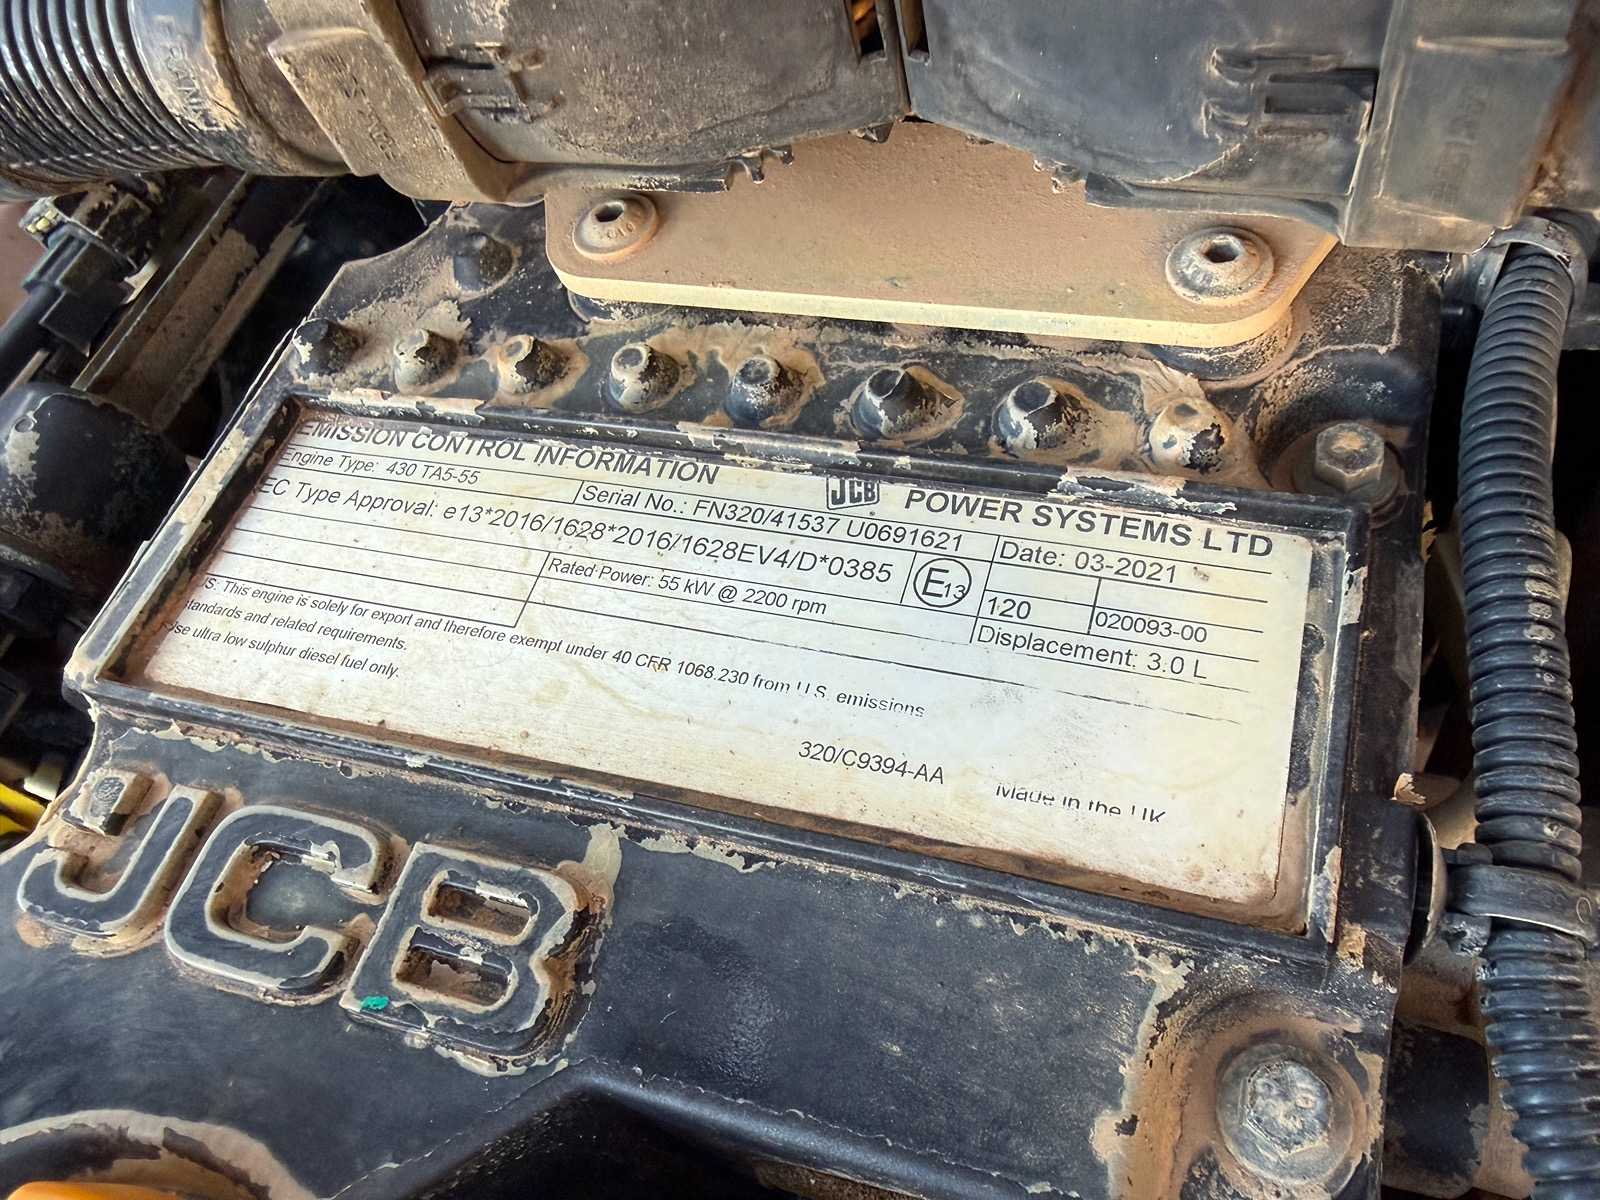 EMISSION CONTROL INFORMATION JCB POWER SYSTEMS LTD
Engine Type: 430 TA5-55 Serial No.: FN320/41537 U0691621 Date: 03-2021
EC Type Approval: e13*2016/1628*2016/1628EV4/D*0385 E13
120 020093-00
Rated Power: 55 kW @ 2200 rpm Displacement: 3.0 L
US: This engine is solely for export and therefore exempt under 40 CFR 1068.230 from U.S. emissions
standards and related requirements.
Use ultra low sulphur diesel fuel only.
320/C9394-AA
Made in the UK
JCB